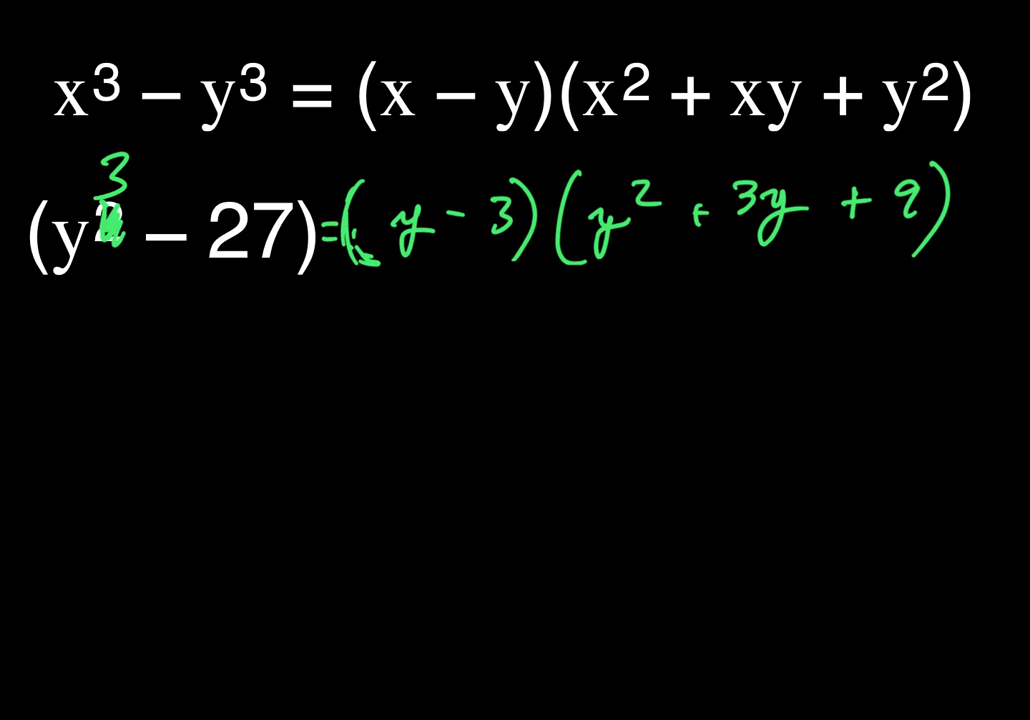 x³ − y³ = (x − y)(x² + xy + y²)
(y³ − 27) = (y − 3)(y² + 3y + 9)